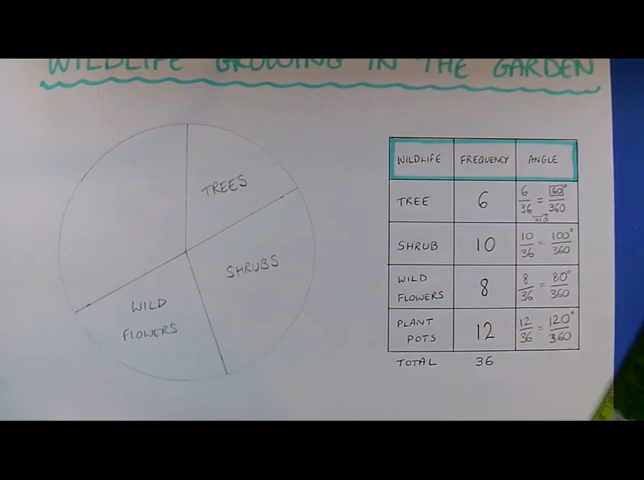 WILDLIFE GROWING IN THE GARDEN
TREES
SHRUBS
WILD
FLOWERS
WILDLIFE FREQUENCY ANGLE
TREE 6 6/36 = 60°/360
×10
SHRUB 10 10/36 = 100°/360
WILD
FLOWERS 8 8/36 = 80°/360
PLANT
POTS 12 12/36 = 120°/360
TOTAL 36